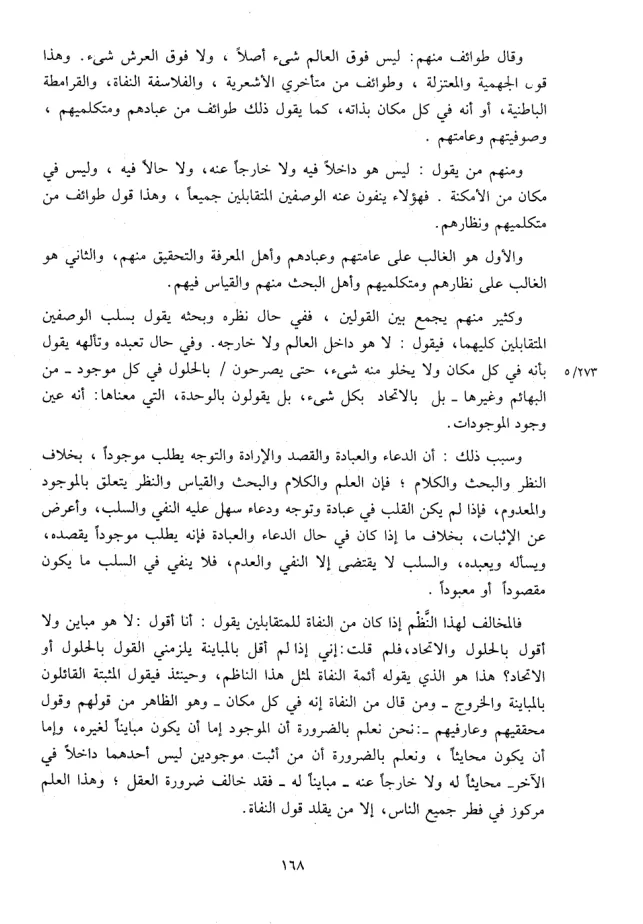 وقال طوائف منهم: ليس فوق العالم شيء أصلاً ، ولا فوق العرش شيء. وهذا
قول الجهمية والمعتزلة ، وطوائف من متأخري الأشعرية ، والفلاسفة النفاة، والقرامطة
الباطنية، أو أنه في كل مكان بذاته، كما يقول ذلك طوائف من عبادهم ومتكلميهم ،
وصوفيتهم وعامتهم .
ومنهم من يقول : ليس هو داخلاً فيه ولا خارجاً عنه، ولا حالاً فيه ، وليس في
مكان من الأمكنة . فهؤلاء ينفون عنه الوصفين المتقابلين جميعاً ، وهذا قول طوائف من
متكلميهم ونظارهم.
والأول هو الغالب على عامتهم وعبادهم وأهل المعرفة والتحقيق منهم، والثاني هو
الغالب على نظارهم ومتكلميهم وأهل البحث منهم والقياس فيهم.
وكثير منهم يجمع بين القولين ، ففي حال نظره وبحثه يقول بسلب الوصفين
المتقابلين كليهما، فيقول : لا هو داخل العالم ولا خارجه. وفي حال تعبده وتألهه يقول
بأنه في كل مكان ولا يخلو منه شيء، حتى يصرحون / بالحلول في كل موجود ــ من
٥/٢٧٣
البهائم وغيرها ــ بل بالاتحاد بكل شيء، بل يقولون بالوحدة، التي معناها: أنه عين
وجود الموجودات.
وسبب ذلك : أن الدعاء والعبادة والقصد والإرادة والتوجه يطلب موجوداً ، بخلاف
النظر والبحث والكلام ؛ فإن العلم والكلام والبحث والقياس والنظر يتعلق بالموجود
والمعدوم، فإذا لم يكن القلب في عبادة وتوجه ودعاء سهل عليه النفي والسلب، وأعرض
عن الإثبات، بخلاف ما إذا كان في حال الدعاء والعبادة فإنه يطلب موجوداً يقصده،
ويسأله ويعبده، والسلب لا يقتضى إلا النفي والعدم، فلا ينفي في السلب ما يكون
مقصوداً أو معبوداً .
فالمخالف لهذا النَّظْم إذا كان من النفاة للمتقابلين يقول : أنا أقول : لا هو مباين ولا
أقول بالحلول والاتحاد، فلم قلت: إني إذا لم أقل بالمباينة يلزمني القول بالحلول أو
الاتحاد؟ هذا هو الذي يقوله أئمة النفاة لمثل هذا الناظم، وحينئذ فيقول المثبتة القائلون
بالمباينة والخروج ــ ومن قال من النفاة إنه في كل مكان ــ وهو الظاهر من قولهم وقول
محققيهم وعارفيهم ــ: نحن نعلم بالضرورة أن الموجود إما أن يكون مبايناً لغيره، وإما
أن يكون محايثاً ، ونعلم بالضرورة أن من أثبت موجودين ليس أحدهما داخلاً في
الآخر ــ محايثاً له ولا خارجاً عنه ــ مبايناً له ــ فقد خالف ضرورة العقل ؛ وهذا العلم
مركوز في فطر جميع الناس، إلا من يقلد قول النفاة.
١٦٨